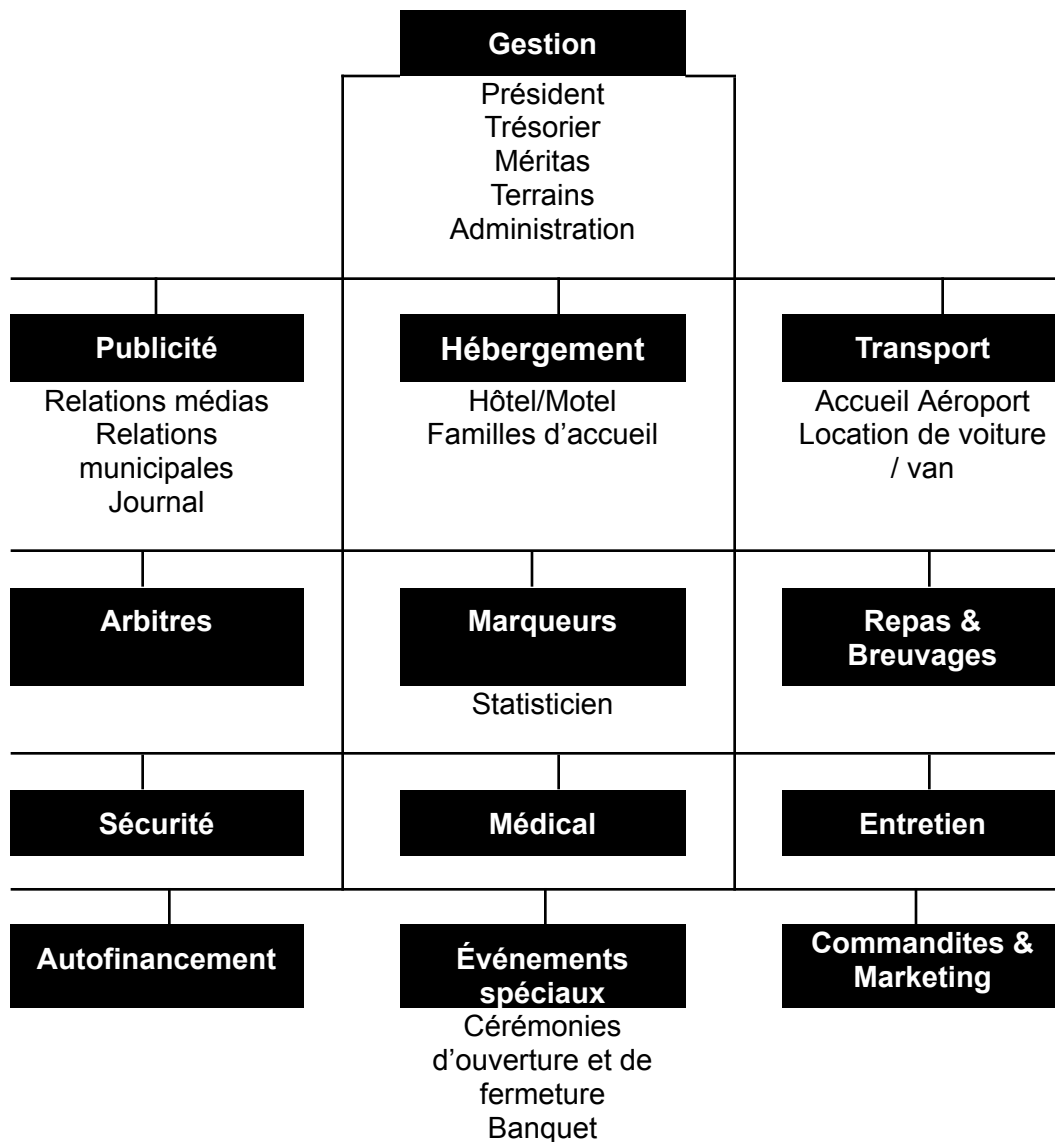 Gestion
Président
Trésorier
Méritas
Terrains
Administration
Publicité
Relations médias
Relations
municipales
Journal
Hébergement
Hôtel/Motel
Familles d’accueil
Transport
Accueil Aéroport
Location de voiture
/ van
Arbitres
Marqueurs
Statisticien
Repas &
Breuvages
Sécurité
Médical
Entretien
Autofinancement
Événements
spéciaux
Cérémonies
d’ouverture et de
fermeture
Banquet
Commandites &
Marketing